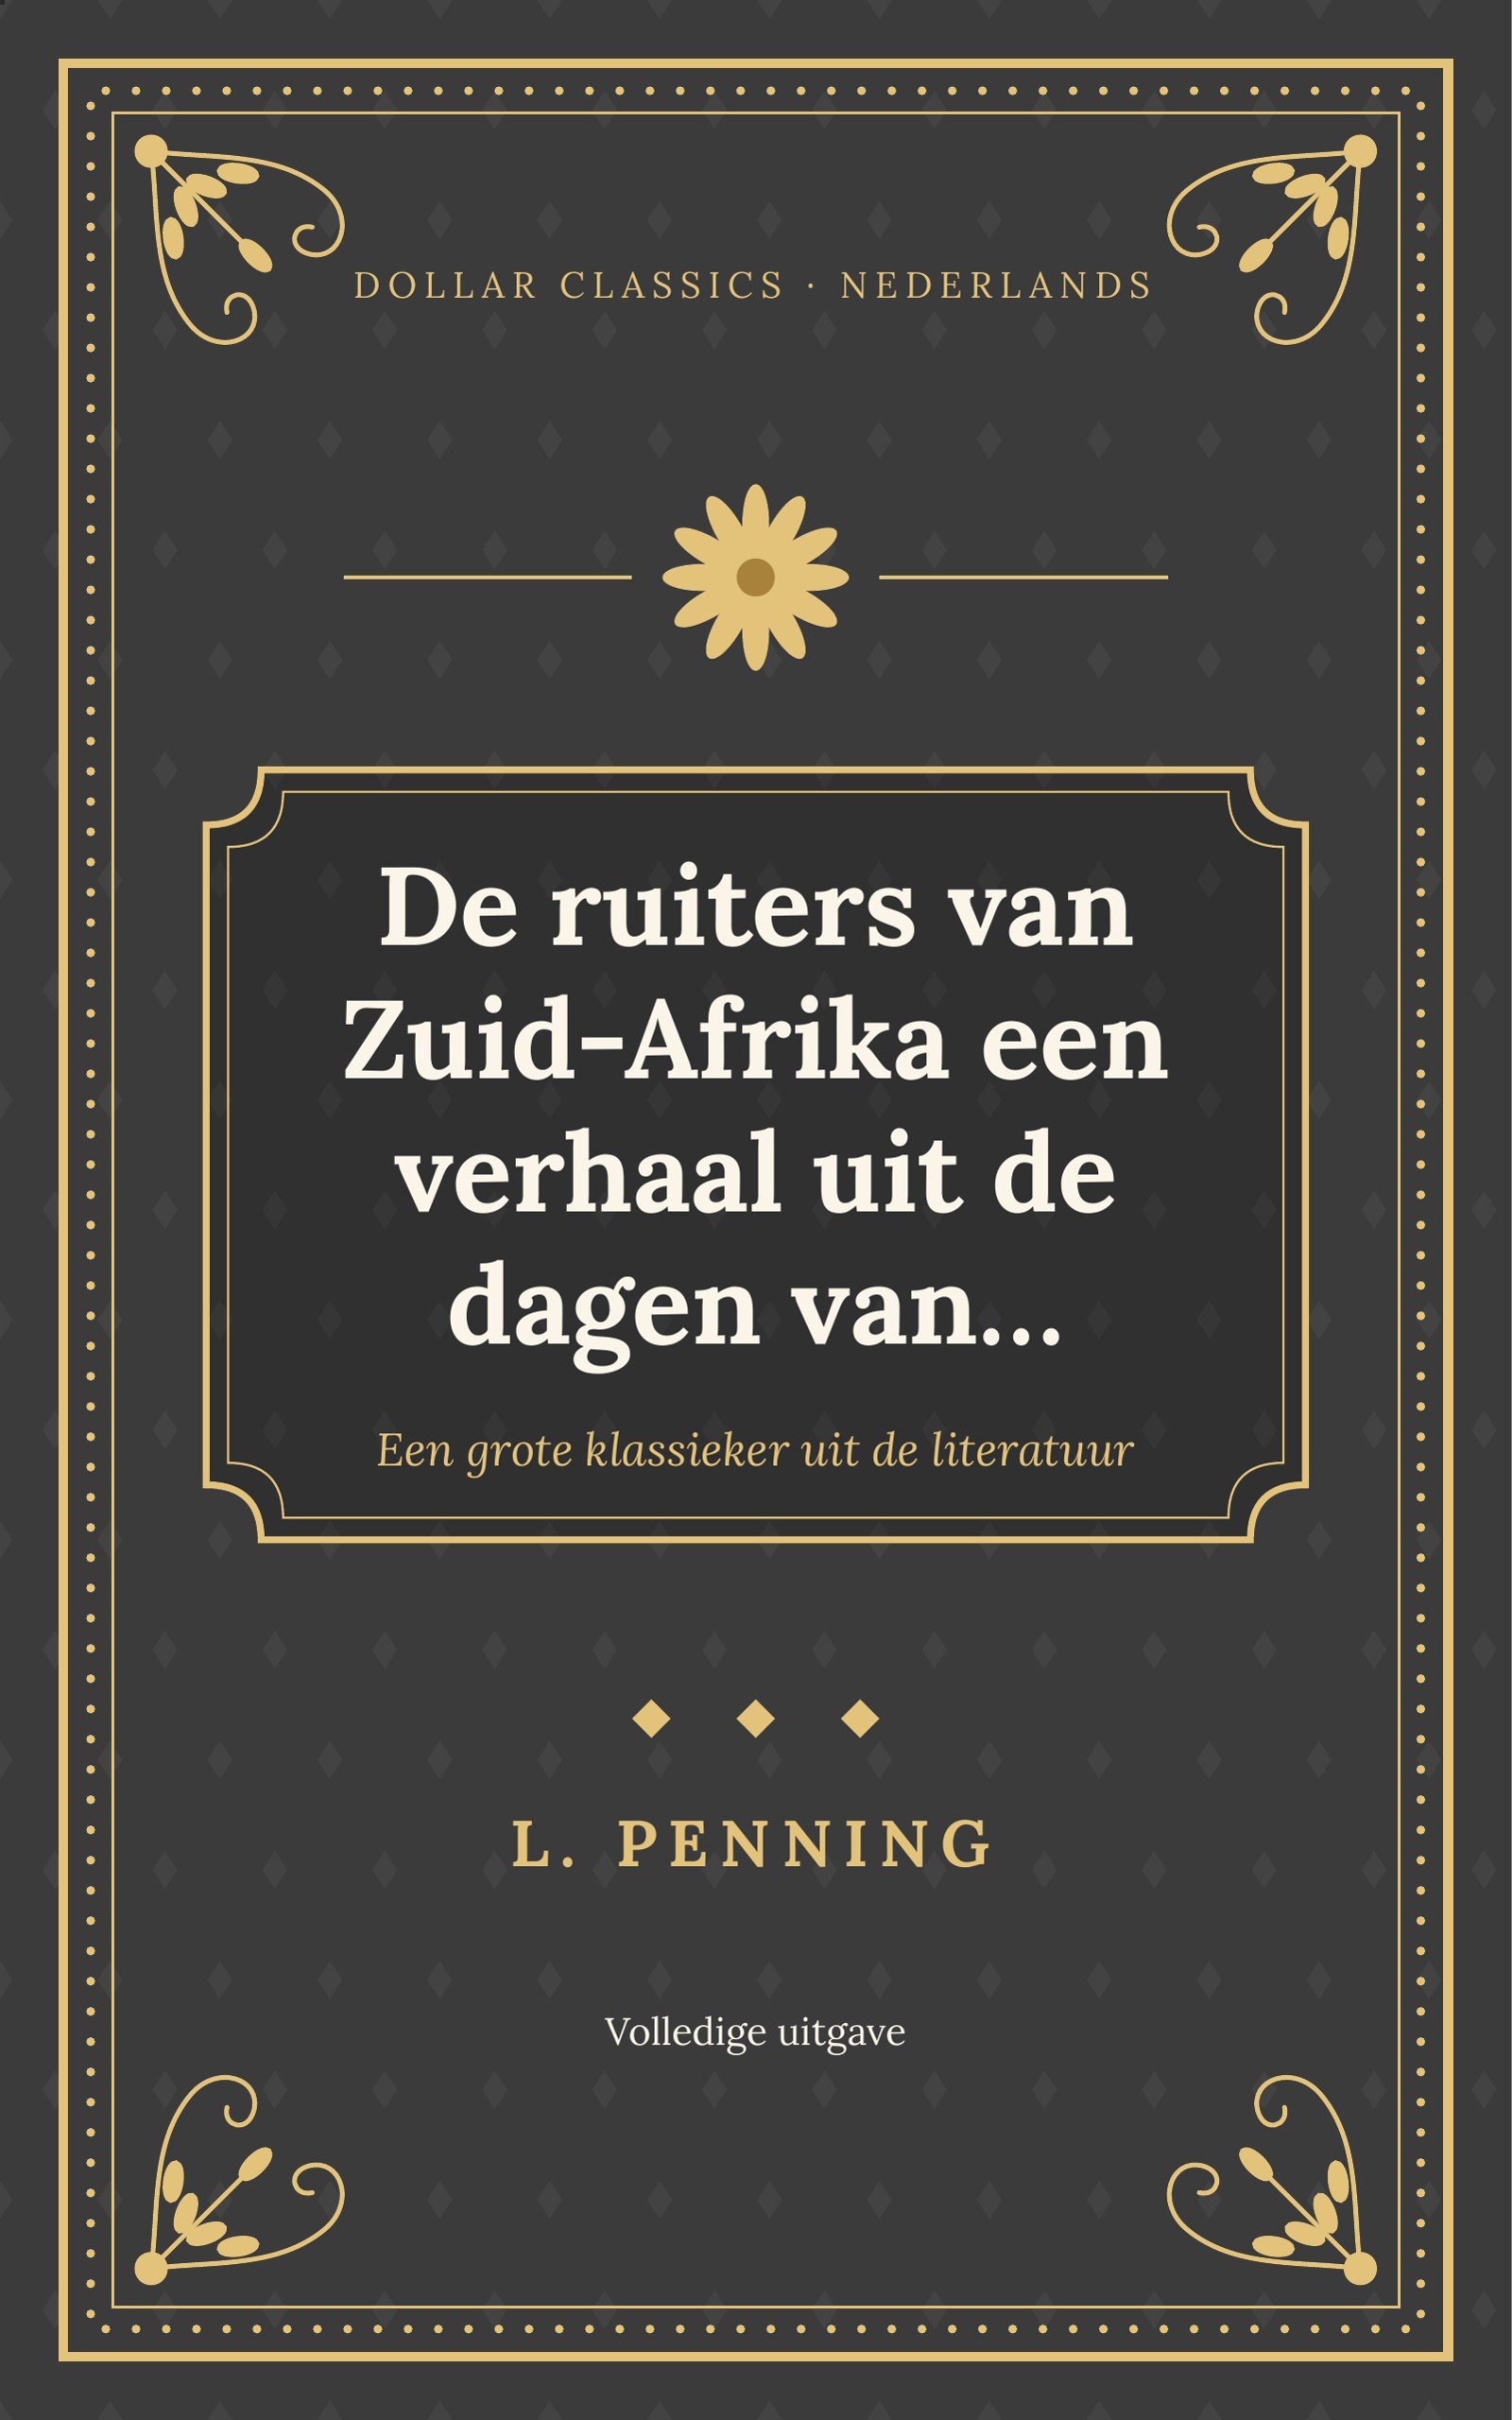 DOLLAR CLASSICS · NEDERLANDS
De ruiters van
Zuid-Afrika een
verhaal uit de
dagen van...
Een grote klassieker uit de literatuur
L. PENNING
Volledige uitgave